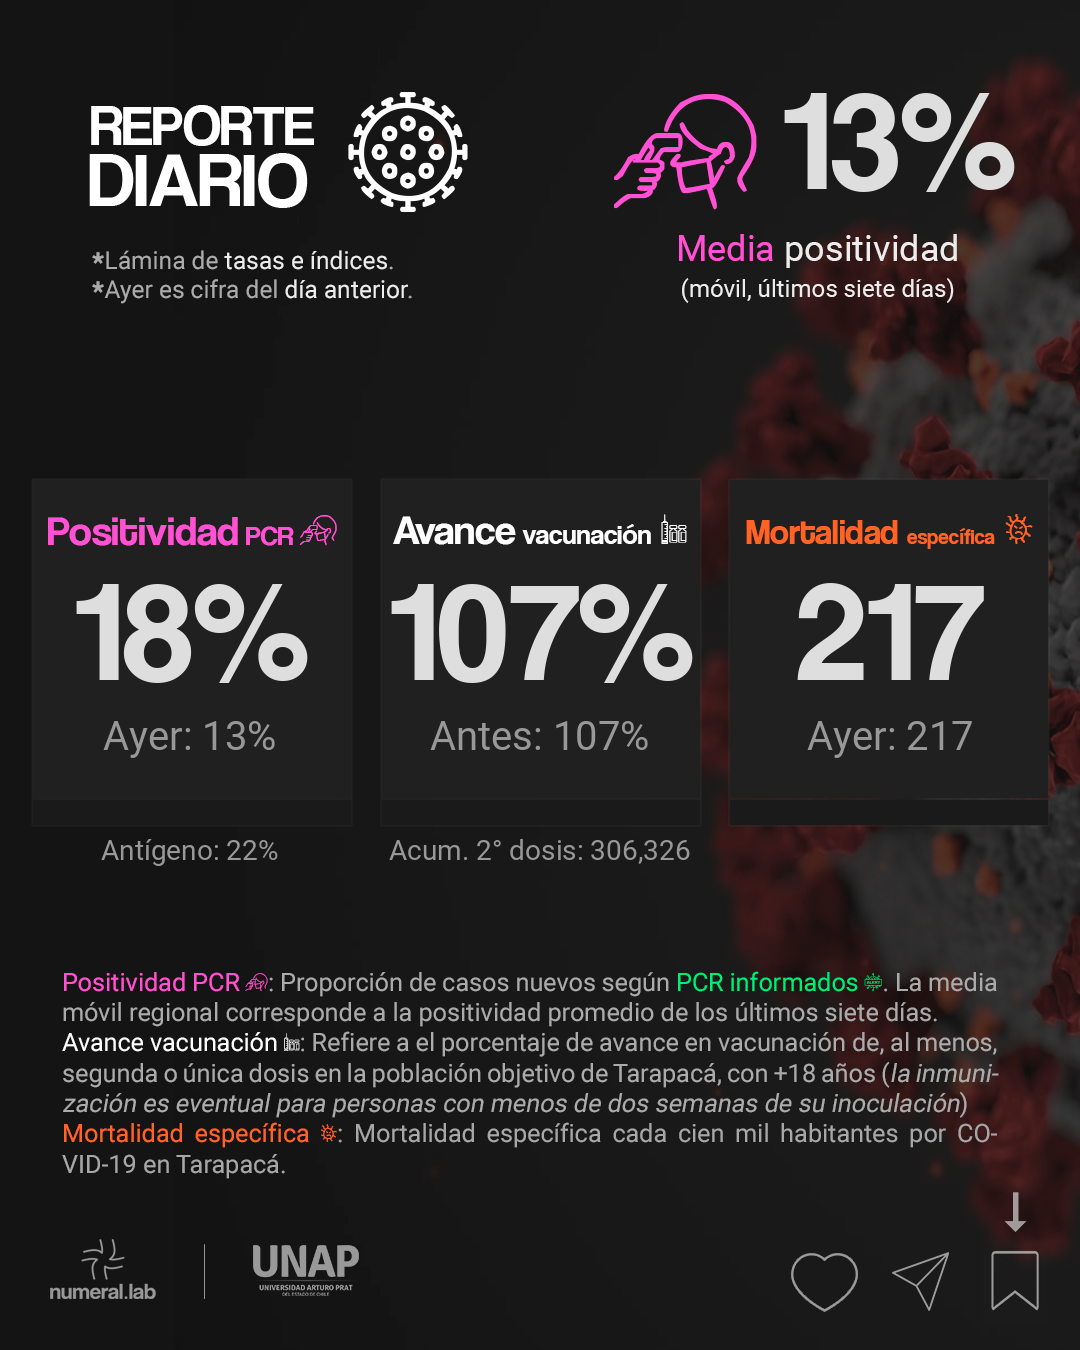 REPORTE
DIARIO
*Lámina de tasas e índices.
*Ayer es cifra del día anterior.
13%
Media positividad
(móvil, últimos siete días)
Positividad PCR
18%
Ayer: 13%
Antígeno: 22%
Avance vacunación
107%
Antes: 107%
Acum. 2° dosis: 306,326
Mortalidad específica
217
Ayer: 217
Positividad PCR : Proporción de casos nuevos según PCR informados . La media
móvil regional corresponde a la positividad promedio de los últimos siete días.
Avance vacunación : Refiere a el porcentaje de avance en vacunación de, al menos,
segunda o única dosis en la población objetivo de Tarapacá, con +18 años (la inmuni-
zación es eventual para personas con menos de dos semanas de su inoculación)
Mortalidad específica : Mortalidad específica cada cien mil habitantes por CO-
VID-19 en Tarapacá.
numeral.lab
UNAP
UNIVERSIDAD ARTURO PRAT
DEL ESTADO DE CHILE